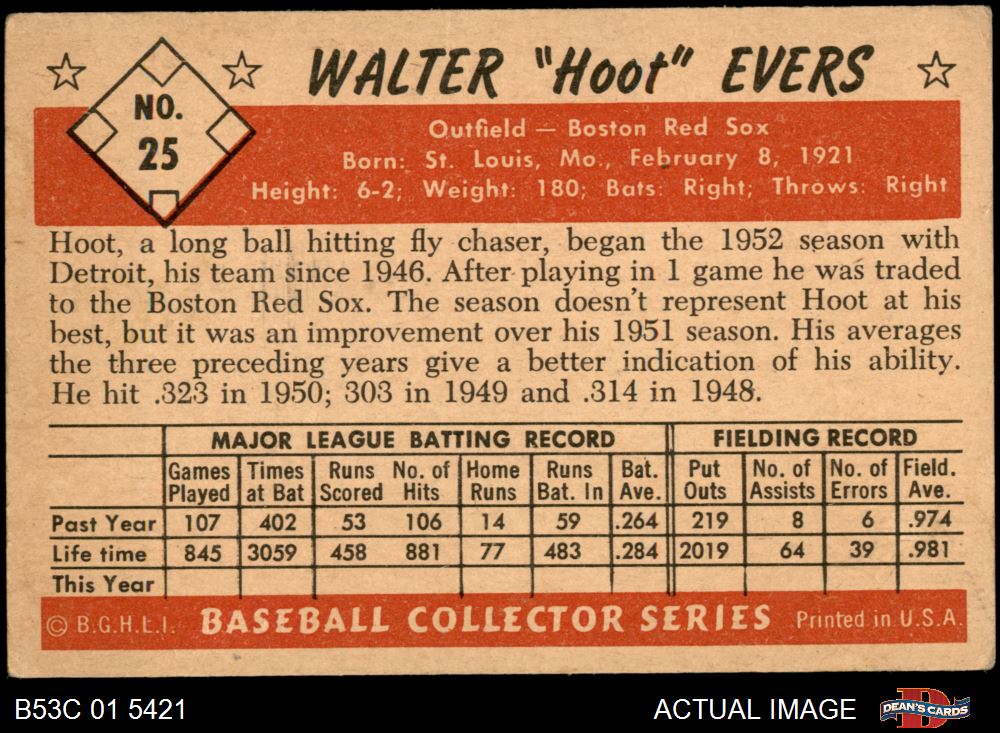 WALTER "Hoot" EVERS
NO.
25
Outfield — Boston Red Sox
Born: St. Louis, Mo., February 8, 1921
Height: 6-2; Weight: 180; Bats: Right; Throws: Right
Hoot, a long ball hitting fly chaser, began the 1952 season with
Detroit, his team since 1946. After playing in 1 game he was traded
to the Boston Red Sox. The season doesn't represent Hoot at his
best, but it was an improvement over his 1951 season. His averages
the three preceding years give a better indication of his ability.
He hit .323 in 1950; 303 in 1949 and .314 in 1948.
MAJOR LEAGUE BATTING RECORD FIELDING RECORD
Games Times Runs No. of Home Runs Bat. Put No. of No. of Field.
Played at Bat Scored Hits Runs Bat. In Ave. Outs Assists Errors Ave.
Past Year 107 402 53 106 14 59 .264 219 8 6 .974
Life time 845 3059 458 881 77 483 .284 2019 64 39 .981
This Year
© B.G.H.L.I. BASEBALL COLLECTOR SERIES Printed in U.S.A.
B53C 01 5421 ACTUAL IMAGE DEAN'S CARDS